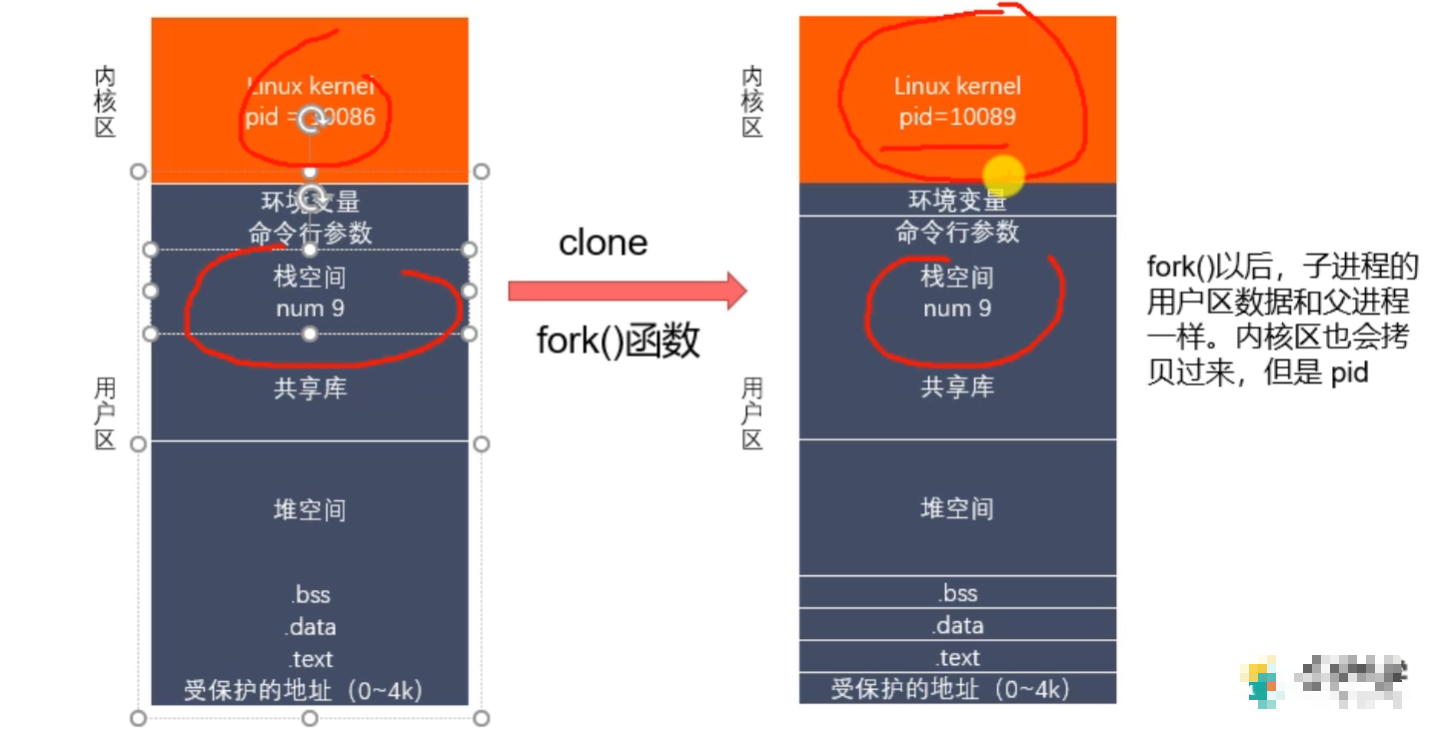 内核区
Linux kernel
pid = 10086
环境变量
命令行参数
栈空间
num 9
用户区
共享库
堆空间
.bss
.data
.text
受保护的地址（0~4k）
clone
fork()函数
内核区
Linux kernel
pid=10089
环境变量
命令行参数
栈空间
num 9
用户区
共享库
堆空间
.bss
.data
.text
受保护的地址（0~4k）
fork()以后，子进程的
用户区数据和父进程
一样。内核区也会拷
贝过来，但是 pid